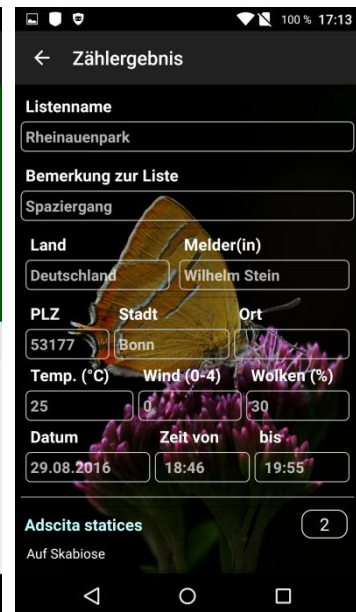 100 % 17:13
Zählergebnis
Listenname
Rheinauenpark
Bemerkung zur Liste
Spaziergang
Land Melder(in)
Deutschland Wilhelm Stein
PLZ Stadt Ort
53177 Bonn
Temp. (°C) Wind (0-4) Wolken (%)
25 0 30
Datum Zeit von bis
29.08.2016 18:46 19:55
Adscita statices 2
Auf Skabiose